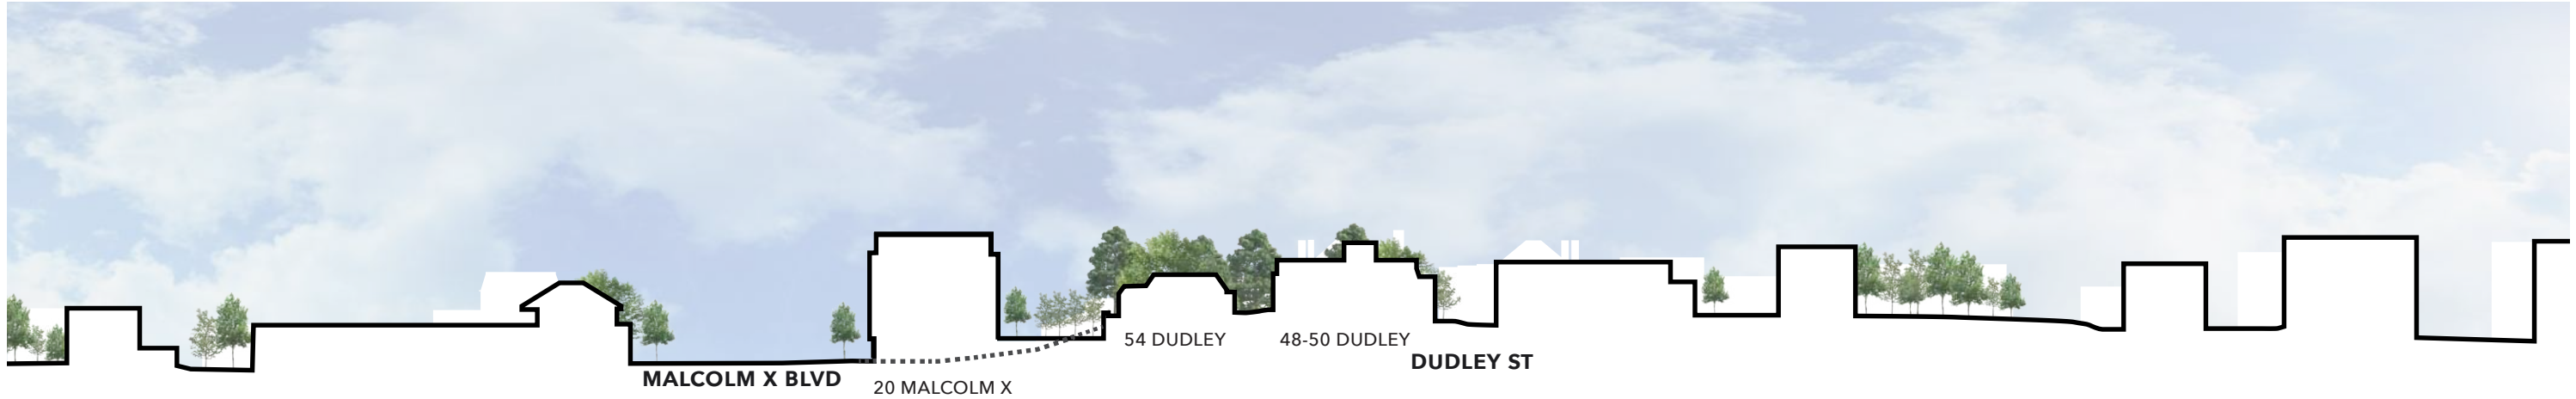 54 DUDLEY
48-50 DUDLEY
DUDLEY ST
MALCOLM X BLVD
20 MALCOLM X